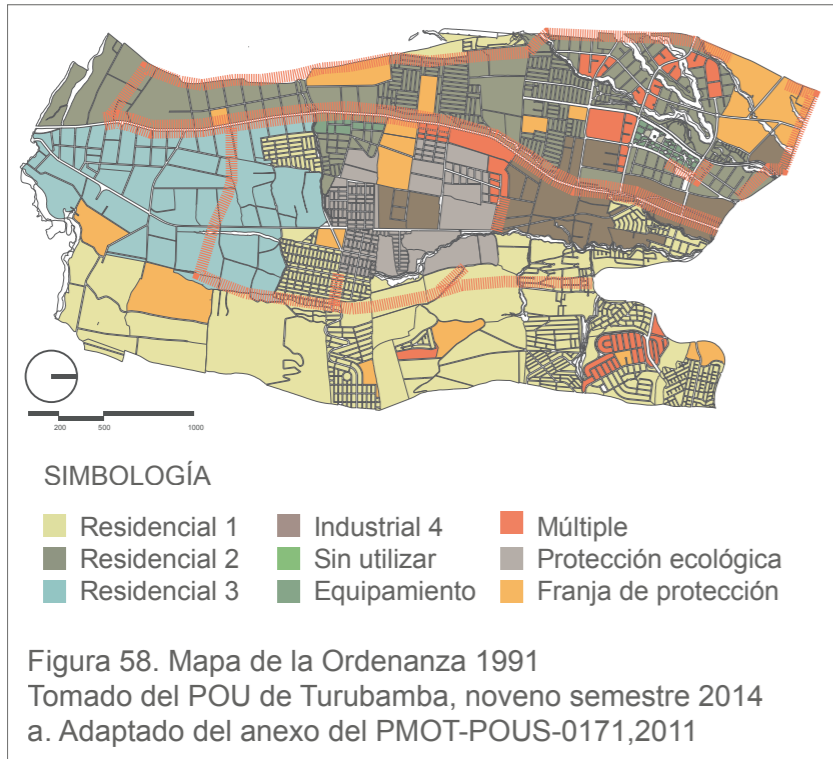 200 500 1000
SIMBOLOGÍA
Residencial 1
Residencial 2
Residencial 3
Industrial 4
Sin utilizar
Equipamiento
Múltiple
Protección ecológica
Franja de protección
Figura 58. Mapa de la Ordenanza 1991
Tomado del POU de Turubamba, noveno semestre 2014
a. Adaptado del anexo del PMOT-POUS-0171,2011